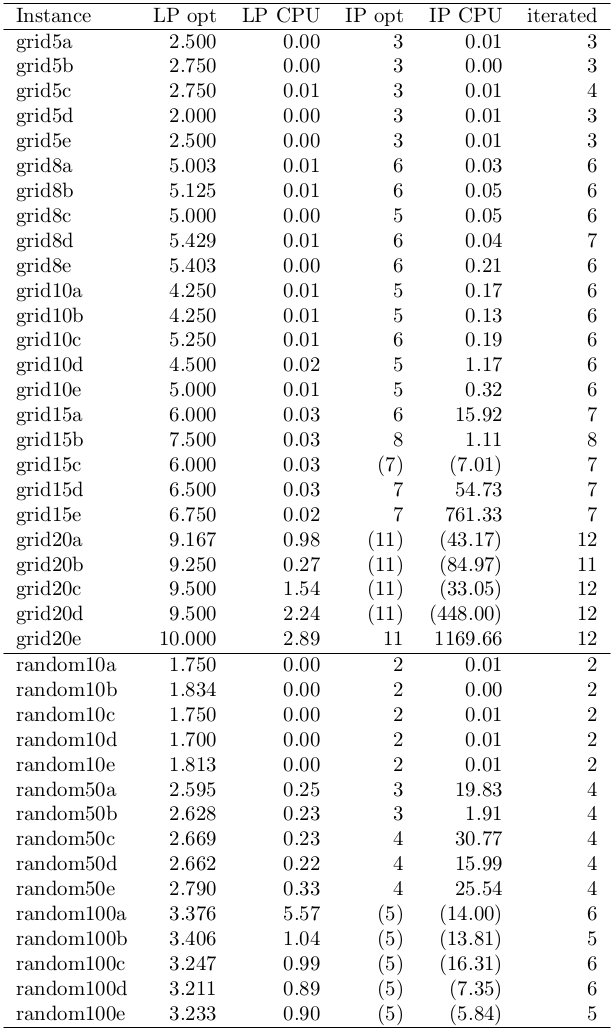 Instance LP opt LP CPU IP opt IP CPU iterated
grid5a 2.500 0.00 3 0.01 3
grid5b 2.750 0.00 3 0.00 3
grid5c 2.750 0.01 3 0.01 4
grid5d 2.000 0.00 3 0.01 3
grid5e 2.500 0.00 3 0.01 3
grid8a 5.003 0.01 6 0.03 6
grid8b 5.125 0.01 6 0.05 6
grid8c 5.000 0.00 5 0.05 6
grid8d 5.429 0.01 6 0.04 7
grid8e 5.403 0.00 6 0.21 6
grid10a 4.250 0.01 5 0.17 6
grid10b 4.250 0.01 5 0.13 6
grid10c 5.250 0.01 6 0.19 6
grid10d 4.500 0.02 5 1.17 6
grid10e 5.000 0.01 5 0.32 6
grid15a 6.000 0.03 6 15.92 7
grid15b 7.500 0.03 8 1.11 8
grid15c 6.000 0.03 (7) (7.01) 7
grid15d 6.500 0.03 7 54.73 7
grid15e 6.750 0.02 7 761.33 7
grid20a 9.167 0.98 (11) (43.17) 12
grid20b 9.250 0.27 (11) (84.97) 11
grid20c 9.500 1.54 (11) (33.05) 12
grid20d 9.500 2.24 (11) (448.00) 12
grid20e 10.000 2.89 11 1169.66 12
random10a 1.750 0.00 2 0.01 2
random10b 1.834 0.00 2 0.00 2
random10c 1.750 0.00 2 0.01 2
random10d 1.700 0.00 2 0.01 2
random10e 1.813 0.00 2 0.01 2
random50a 2.595 0.25 3 19.83 4
random50b 2.628 0.23 3 1.91 4
random50c 2.669 0.23 4 30.77 4
random50d 2.662 0.22 4 15.99 4
random50e 2.790 0.33 4 25.54 4
random100a 3.376 5.57 (5) (14.00) 6
random100b 3.406 1.04 (5) (13.81) 5
random100c 3.247 0.99 (5) (16.31) 6
random100d 3.211 0.89 (5) (7.35) 6
random100e 3.233 0.90 (5) (5.84) 5